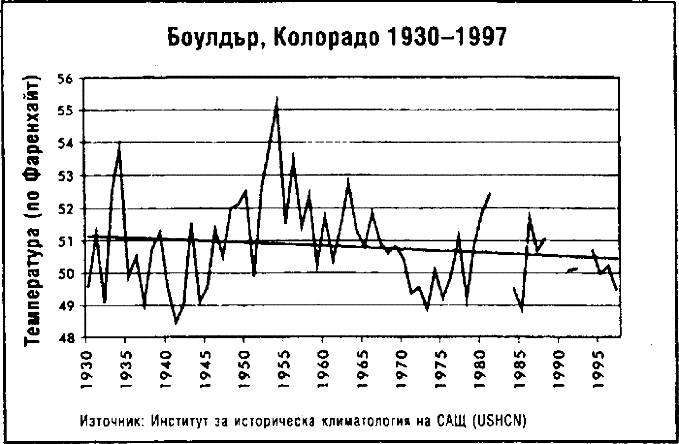 Боулдър, Колорадо 1930–1997
Температура (по Фаренхайт)
56
55
54
53
52
51
50
49
48
1930 1935 1940 1945 1950 1955 1960 1965 1970 1975 1980 1985 1990 1995
Източник: Институт за историческа климатология на САЩ (USHCN)